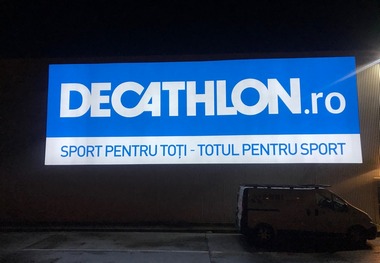 DECATHLON.ro
SPORT PENTRU TOȚI - TOTUL PENTRU SPORT